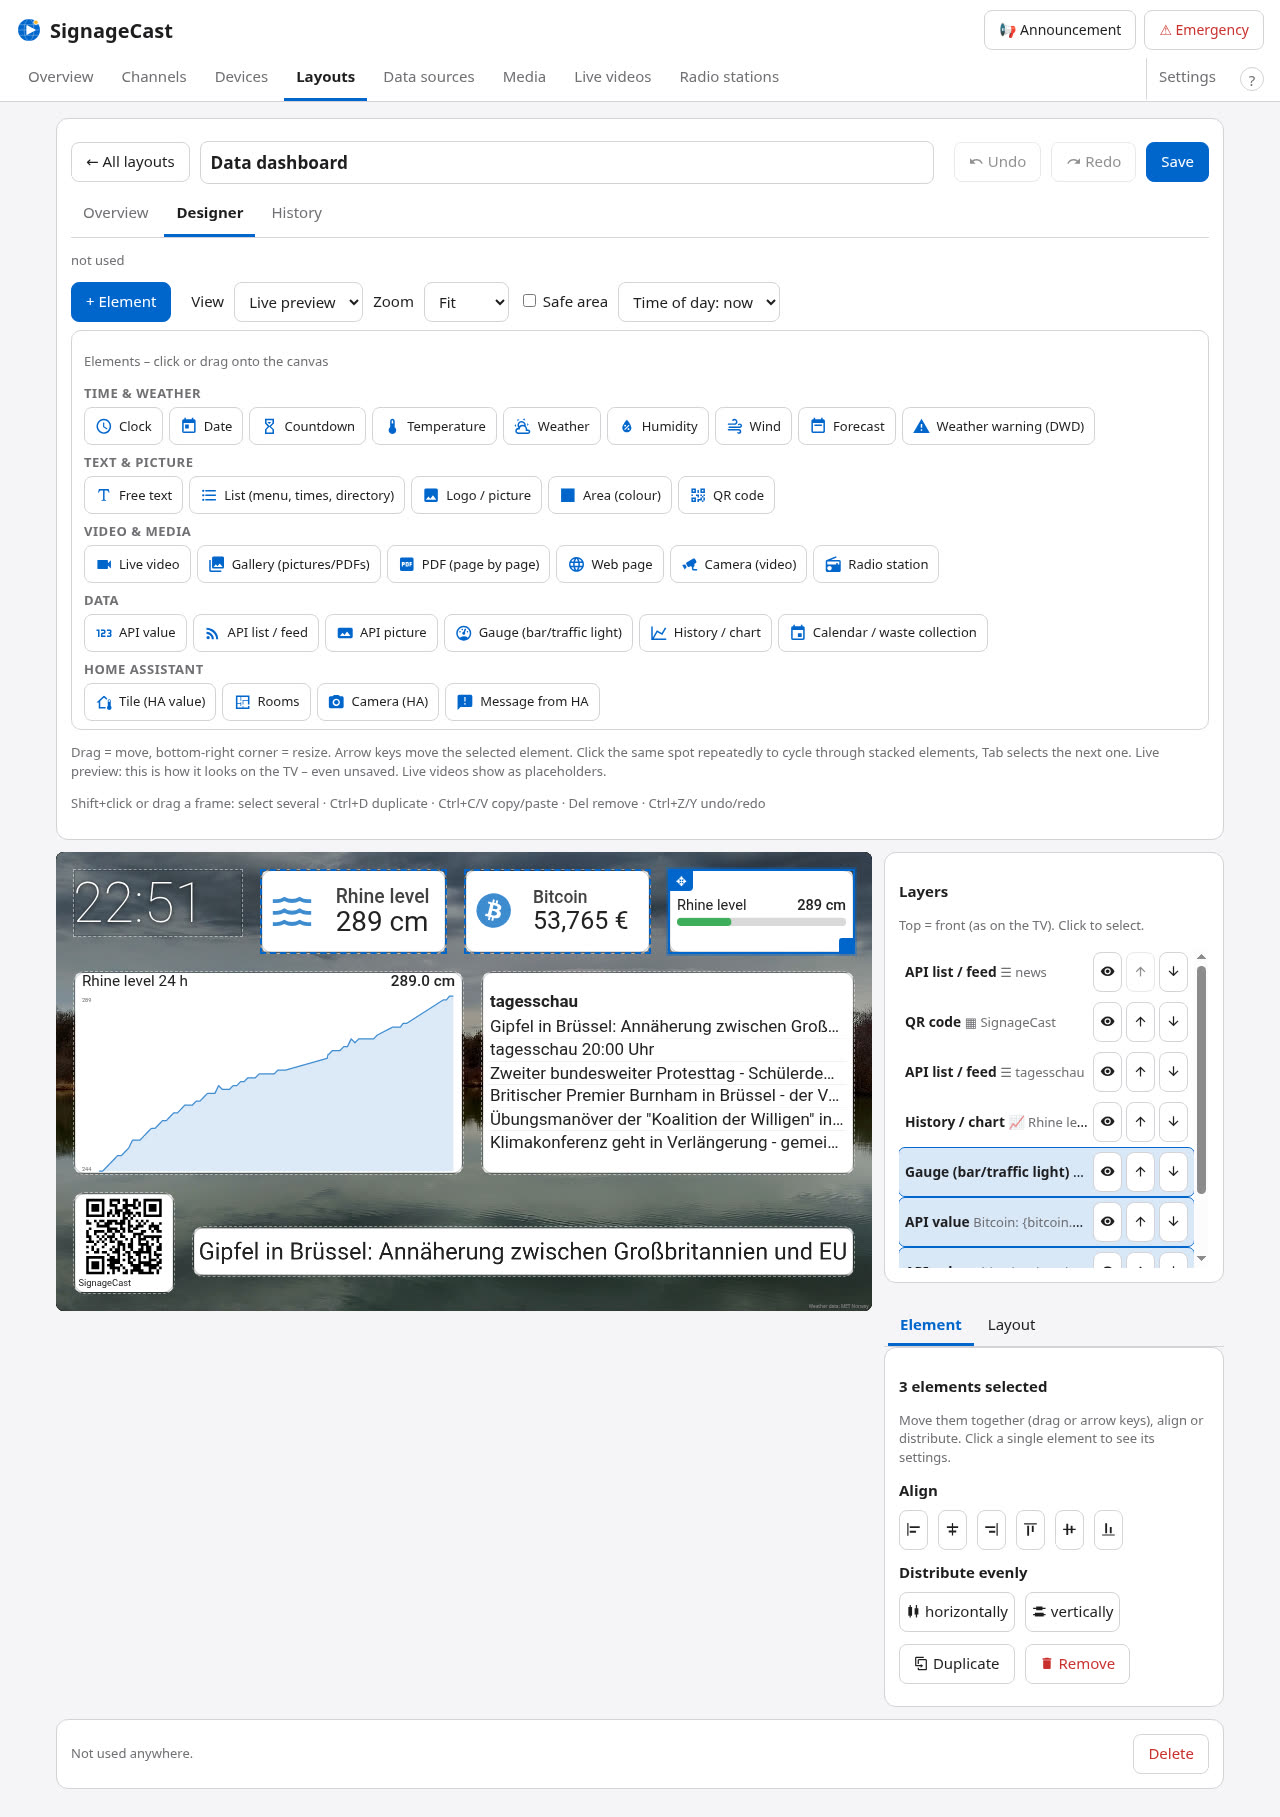 SignageCast
Announcement
Emergency
Overview
Channels
Devices
Layouts
Data sources
Media
Live videos
Radio stations
Settings
?
← All layouts
Data dashboard
Undo
Redo
Save
Overview
Designer
History
not used
+ Element
View
Live preview
Zoom
Fit
Safe area
Time of day: now
Elements – click or drag onto the canvas
TIME & WEATHER
Clock
Date
Countdown
Temperature
Weather
Humidity
Wind
Forecast
Weather warning (DWD)
TEXT & PICTURE
Free text
List (menu, times, directory)
Logo / picture
Area (colour)
QR code
VIDEO & MEDIA
Live video
Gallery (pictures/PDFs)
PDF (page by page)
Web page
Camera (video)
Radio station
DATA
API value
API list / feed
API picture
Gauge (bar/traffic light)
History / chart
Calendar / waste collection
HOME ASSISTANT
Tile (HA value)
Rooms
Camera (HA)
Message from HA
Drag = move, bottom-right corner = resize. Arrow keys move the selected element. Click the same spot repeatedly to cycle through stacked elements, Tab selects the next one. Live
preview: this is how it looks on the TV – even unsaved. Live videos show as placeholders.
Shift+click or drag a frame: select several · Ctrl+D duplicate · Ctrl+C/V copy/paste · Del remove · Ctrl+Z/Y undo/redo
22:51
Rhine level
289 cm
Bitcoin
53,765 €
Rhine level 289 cm
Rhine level 24 h 289.0 cm
289
244
tagesschau
Gipfel in Brüssel: Annäherung zwischen Groß...
tagesschau 20:00 Uhr
Zweiter bundesweiter Protesttag - Schülerde...
Britischer Premier Burnham in Brüssel - der V...
Übungsmanöver der "Koalition der Willigen" in...
Klimakonferenz geht in Verlängerung - gemei...
SignageCast
Gipfel in Brüssel: Annäherung zwischen Großbritannien und EU
Weather data: MET Norway
Layers
Top = front (as on the TV). Click to select.
API list / feed ☰ news
QR code ▦ SignageCast
API list / feed ☰ tagesschau
History / chart 📈 Rhine le...
Gauge (bar/traffic light) ...
API value Bitcoin: {bitcoin....
Element
Layout
3 elements selected
Move them together (drag or arrow keys), align or
distribute. Click a single element to see its
settings.
Align
Distribute evenly
horizontally
vertically
Duplicate
Remove
Not used anywhere.
Delete